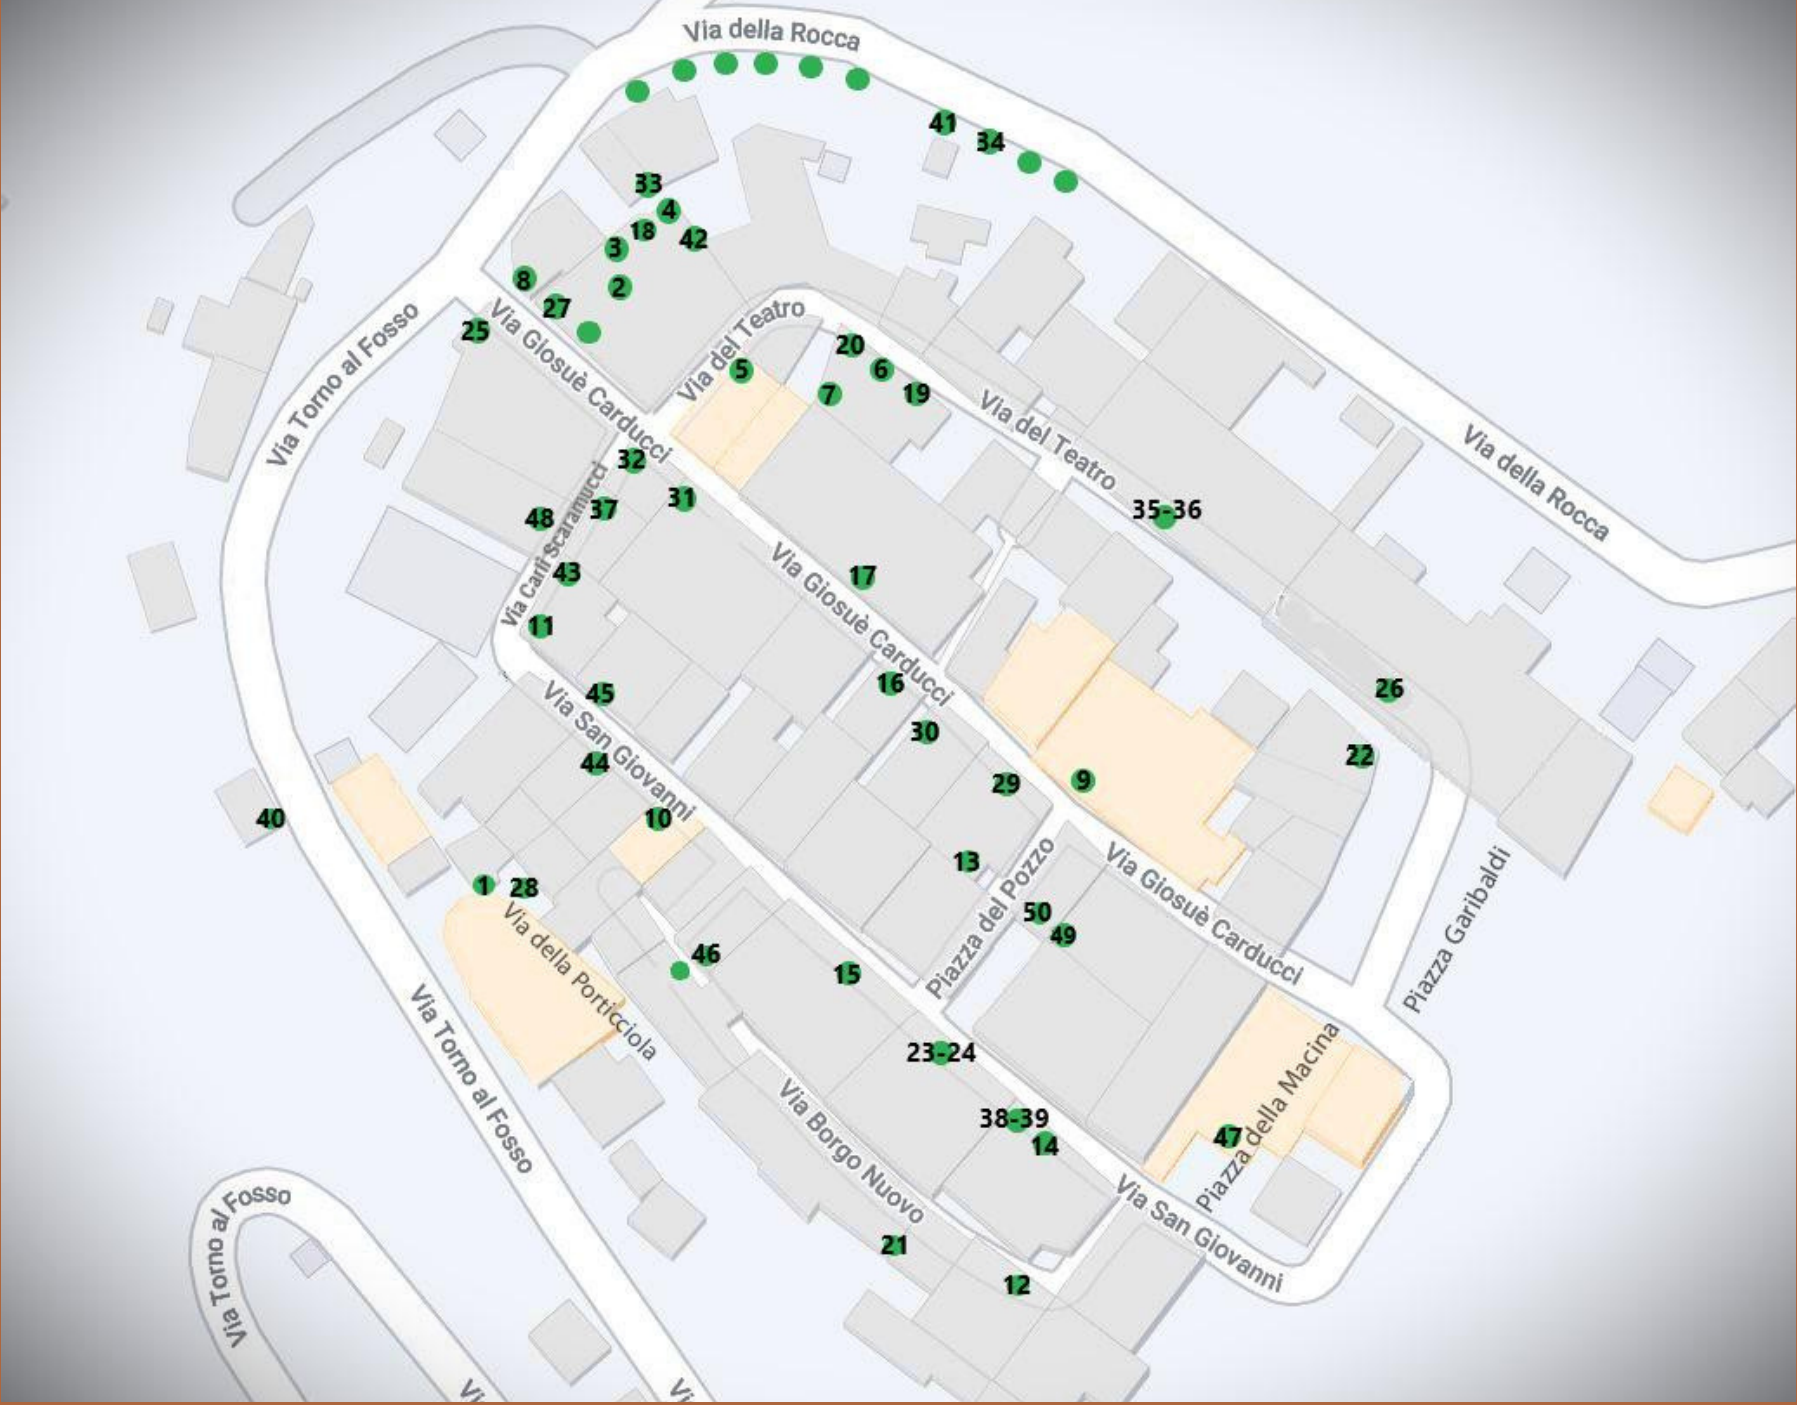 Via della Rocca
41
34
33
4
18
42
3
8
2
27
25
Via Giosuè Carducci
Via del Teatro
Via Torno al Fosso
20
5
6
7
19
Via del Teatro
Via della Rocca
32
31
37
48
35-36
Via Carli Scaramucci
43
17
11
Via Giosuè Carducci
45
16
26
Via San Giovanni
30
44
22
29
9
10
40
13
Via Giosuè Carducci
1
28
Piazza del Pozzo
50
49
Piazza Garibaldi
Via della Porticciola
46
15
Via Torno al Fosso
23-24
Piazza della Macina
38-39
14
47
Via Borgo Nuovo
Via San Giovanni
21
12
Via Torno al Fosso